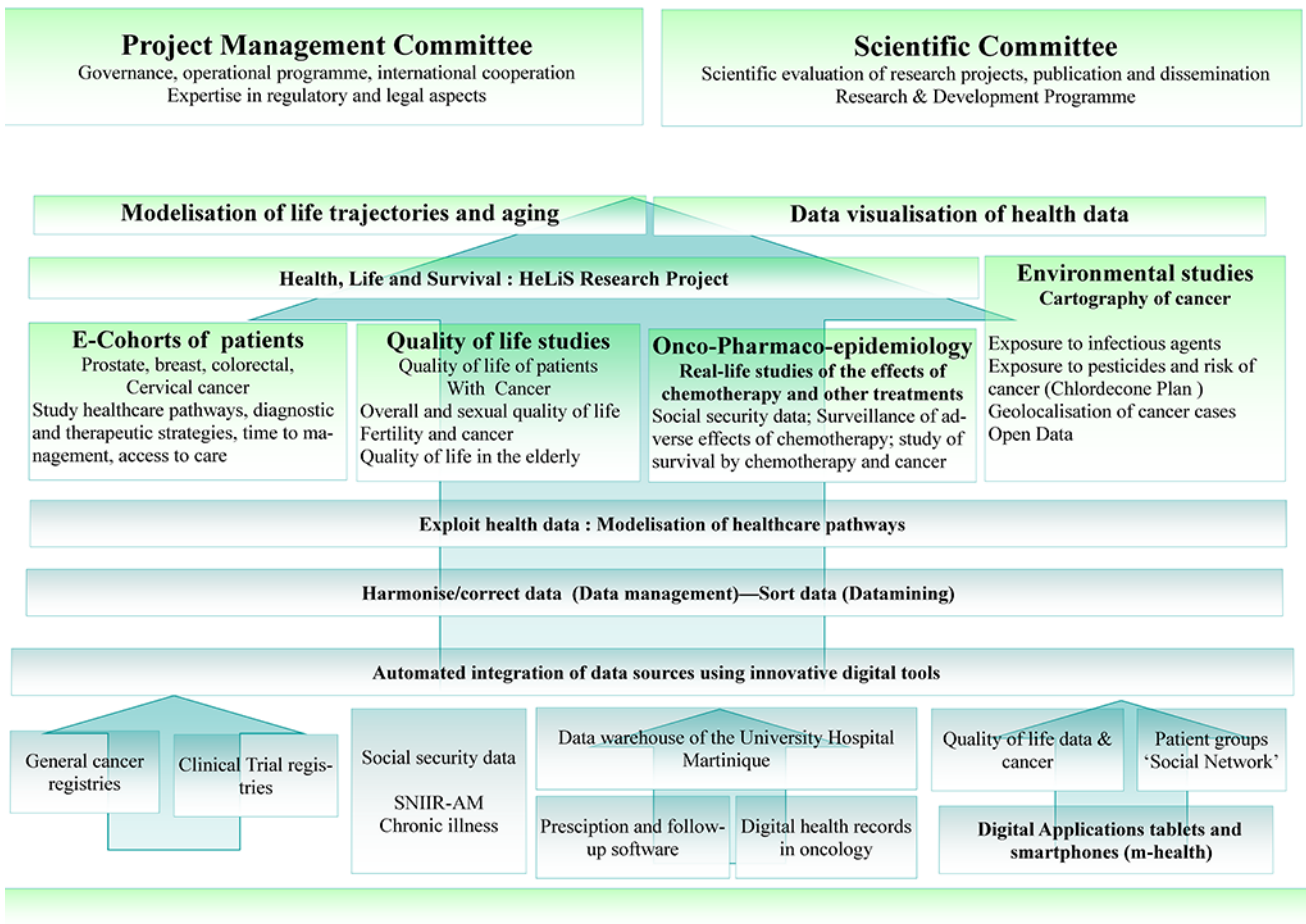 Project Management Committee
Governance, operational programme, international cooperation
Expertise in regulatory and legal aspects
Scientific Committee
Scientific evaluation of research projects, publication and dissemination
Research & Development Programme
Modelisation of life trajectories and aging
Data visualisation of health data
Health, Life and Survival : HeLiS Research Project
E-Cohorts of patients
Prostate, breast, colorectal,
Cervical cancer
Study healthcare pathways, diagnostic
and therapeutic strategies, time to ma-
nagement, access to care
Quality of life studies
Quality of life of patients
With Cancer
Overall and sexual quality of life
Fertility and cancer
Quality of life in the elderly
Onco-Pharmaco-epidemiology
Real-life studies of the effects of
chemotherapy and other treatments
Social security data; Surveillance of ad-
verse effects of chemotherapy; study of
survival by chemotherapy and cancer
Environmental studies
Cartography of cancer
Exposure to infectious agents
Exposure to pesticides and risk of
cancer (Chlordecone Plan )
Geolocalisation of cancer cases
Open Data
Exploit health data : Modelisation of healthcare pathways
Harmonise/correct data (Data management)—Sort data (Datamining)
Automated integration of data sources using innovative digital tools
General cancer
registries
Clinical Trial regis-
tries
Social security data
SNIIR-AM
Chronic illness
Data warehouse of the University Hospital
Martinique
Presciption and follow-
up software
Digital health records
in oncology
Quality of life data &
cancer
Patient groups
‘Social Network’
Digital Applications tablets and
smartphones (m-health)